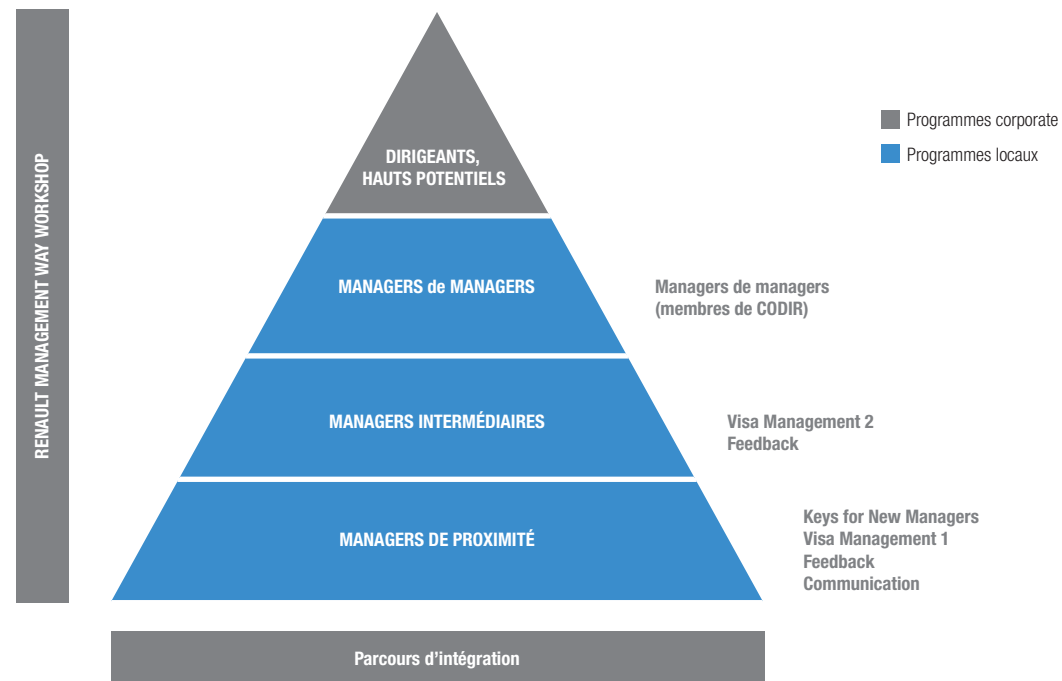 RENAULT MANAGEMENT WAY WORKSHOP
DIRIGEANTS,
HAUTS POTENTIELS
Programmes corporate
Programmes locaux
MANAGERS de MANAGERS
Managers de managers
(membres de CODIR)
MANAGERS INTERMÉDIAIRES
Visa Management 2
Feedback
MANAGERS DE PROXIMITÉ
Keys for New Managers
Visa Management 1
Feedback
Communication
Parcours d’intégration